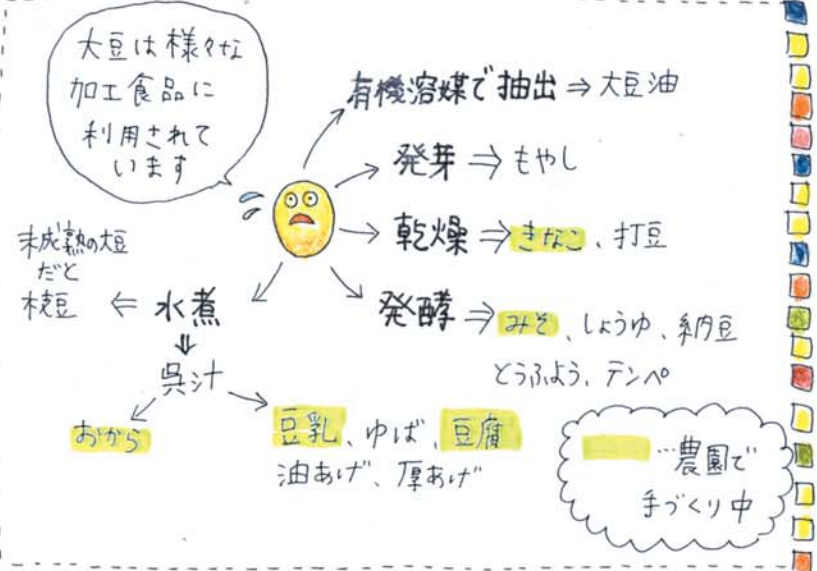 大豆は様々な
加工食品に
利用されて
います
有機溶媒で抽出 ⇒ 大豆油
発芽 ⇒ もやし
乾燥 ⇒ きなこ、打豆
発酵 ⇒ みそ、しょうゆ、納豆
とうふよう、テンペ
未成熟の大豆
だと
枝豆 ⇐ 水煮
⇓
呉汁
おから
豆乳、ゆば、豆腐
油あげ、厚あげ
…農園で
手づくり中